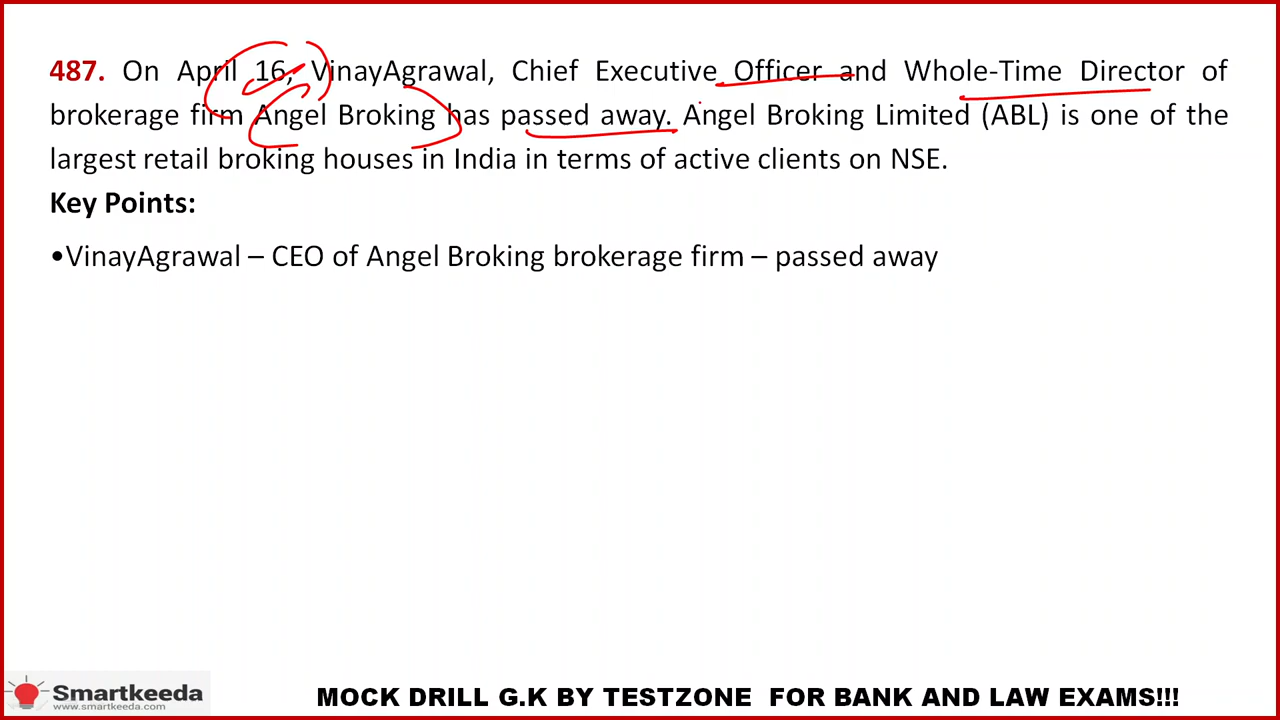 487. On April 16, VinayAgrawal, Chief Executive Officer and Whole-Time Director of
brokerage firm Angel Broking has passed away. Angel Broking Limited (ABL) is one of the
largest retail broking houses in India in terms of active clients on NSE.
Key Points:
•VinayAgrawal – CEO of Angel Broking brokerage firm – passed away
Smartkeeda
www.smartkeeda.com
MOCK DRILL G.K BY TESTZONE FOR BANK AND LAW EXAMS!!!